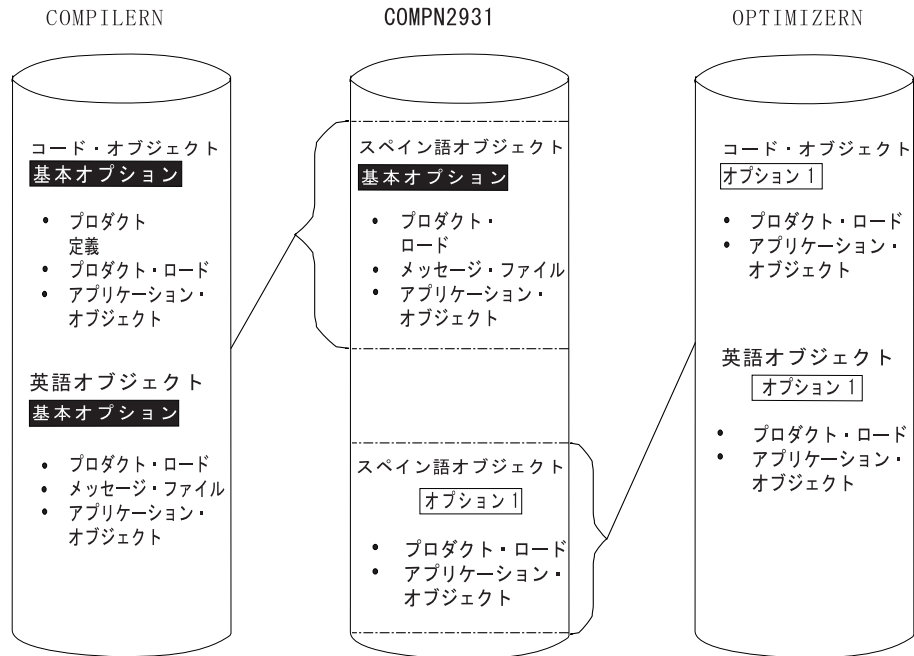 COMPILERN
コード・オブジェクト
基本オプション
• プロダクト
定義
• プロダクト・ロード
• アプリケーション・
オブジェクト
英語オブジェクト
基本オプション
• プロダクト・ロード
• メッセージ・ファイル
• アプリケーション・
オブジェクト
COMPN2931
スペイン語オブジェクト
基本オプション
• プロダクト・
ロード
• メッセージ・ファイル
• アプリケーション・
オブジェクト
スペイン語オブジェクト
オプション 1
• プロダクト・ロード
• アプリケーション・
オブジェクト
OPTIMIZERN
コード・オブジェクト
オプション 1
• プロダクト・ロード
• アプリケーション・
オブジェクト
英語オブジェクト
オプション 1
• プロダクト・ロード
• アプリケーション・
オブジェクト